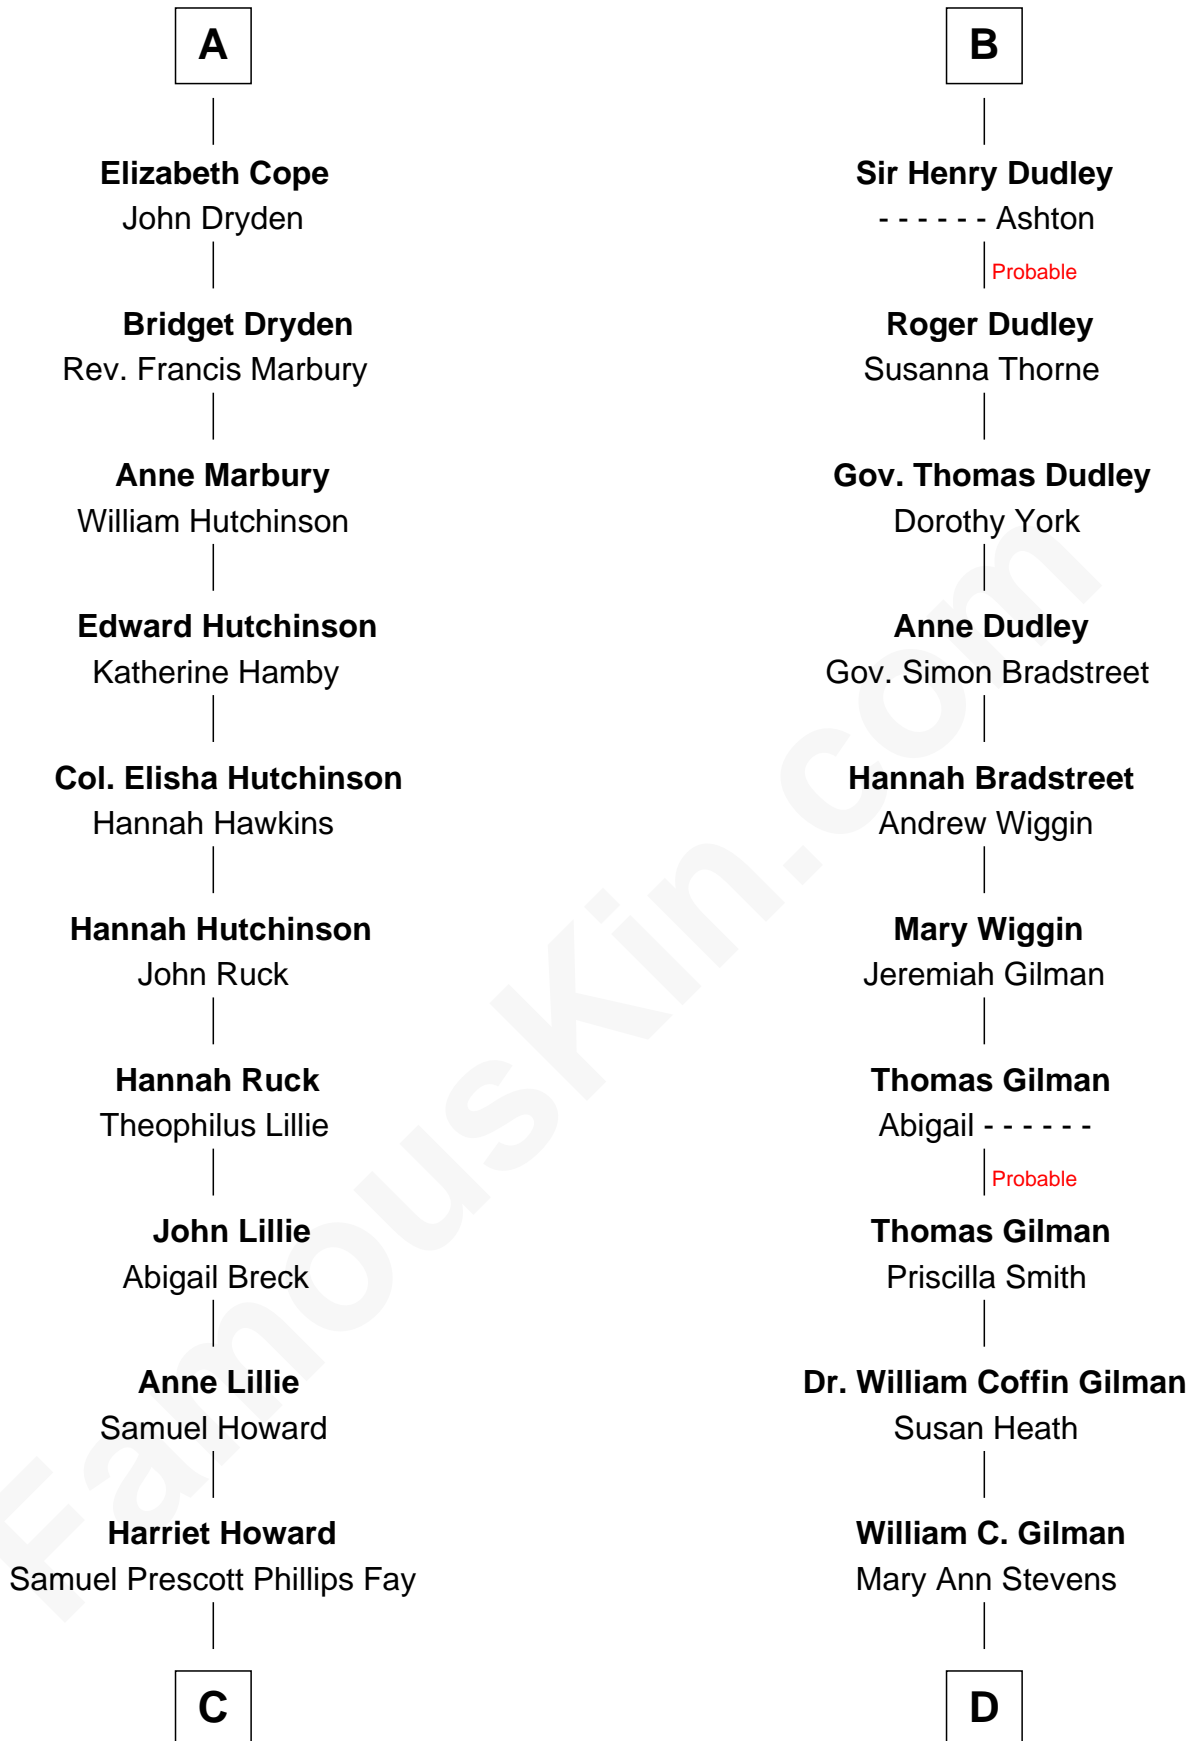 A
Elizabeth Cope
John Dryden
Bridget Dryden
Rev. Francis Marbury
Anne Marbury
William Hutchinson
Edward Hutchinson
Katherine Hamby
Col. Elisha Hutchinson
Hannah Hawkins
Hannah Hutchinson
John Ruck
Hannah Ruck
Theophilus Lillie
John Lillie
Abigail Breck
Anne Lillie
Samuel Howard
Harriet Howard
Samuel Prescott Phillips Fay
C
B
Sir Henry Dudley
- - - - - - Ashton
Probable
Roger Dudley
Susanna Thorne
Gov. Thomas Dudley
Dorothy York
Anne Dudley
Gov. Simon Bradstreet
Hannah Bradstreet
Andrew Wiggin
Mary Wiggin
Jeremiah Gilman
Thomas Gilman
Abigail - - - - - -
Probable
Thomas Gilman
Priscilla Smith
Dr. William Coffin Gilman
Susan Heath
William C. Gilman
Mary Ann Stevens
D
FamousKin.com